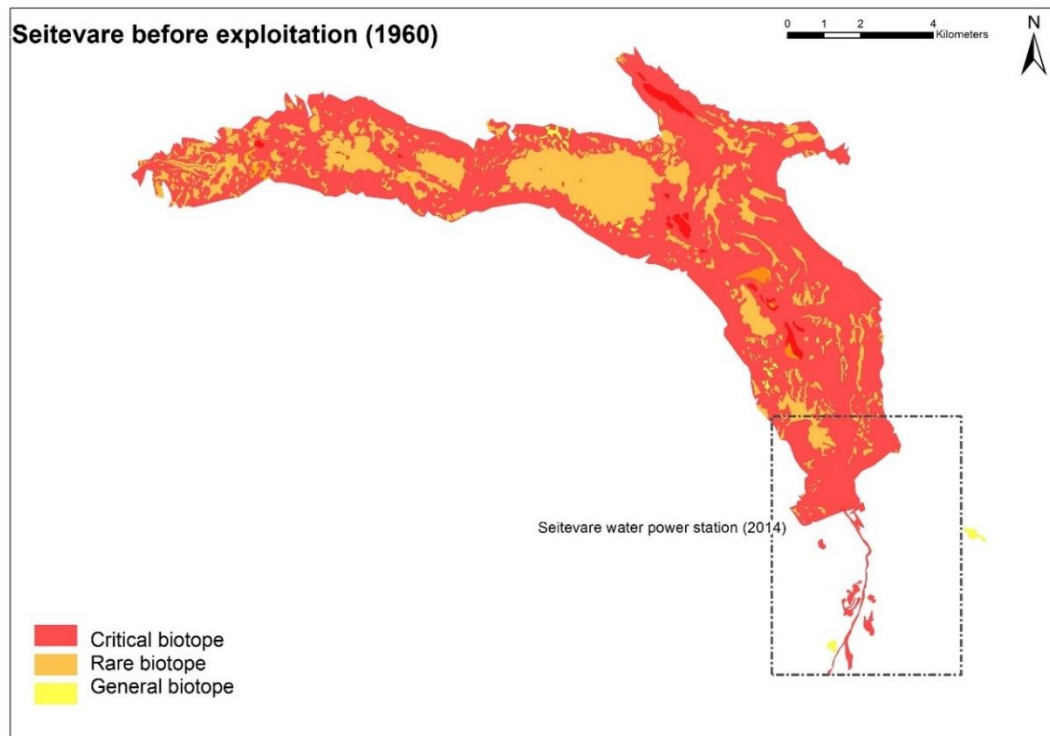 Seitevare before exploitation (1960)
0 1 2 4
Kilometers
N
Seitevare water power station (2014)
Critical biotope
Rare biotope
General biotope